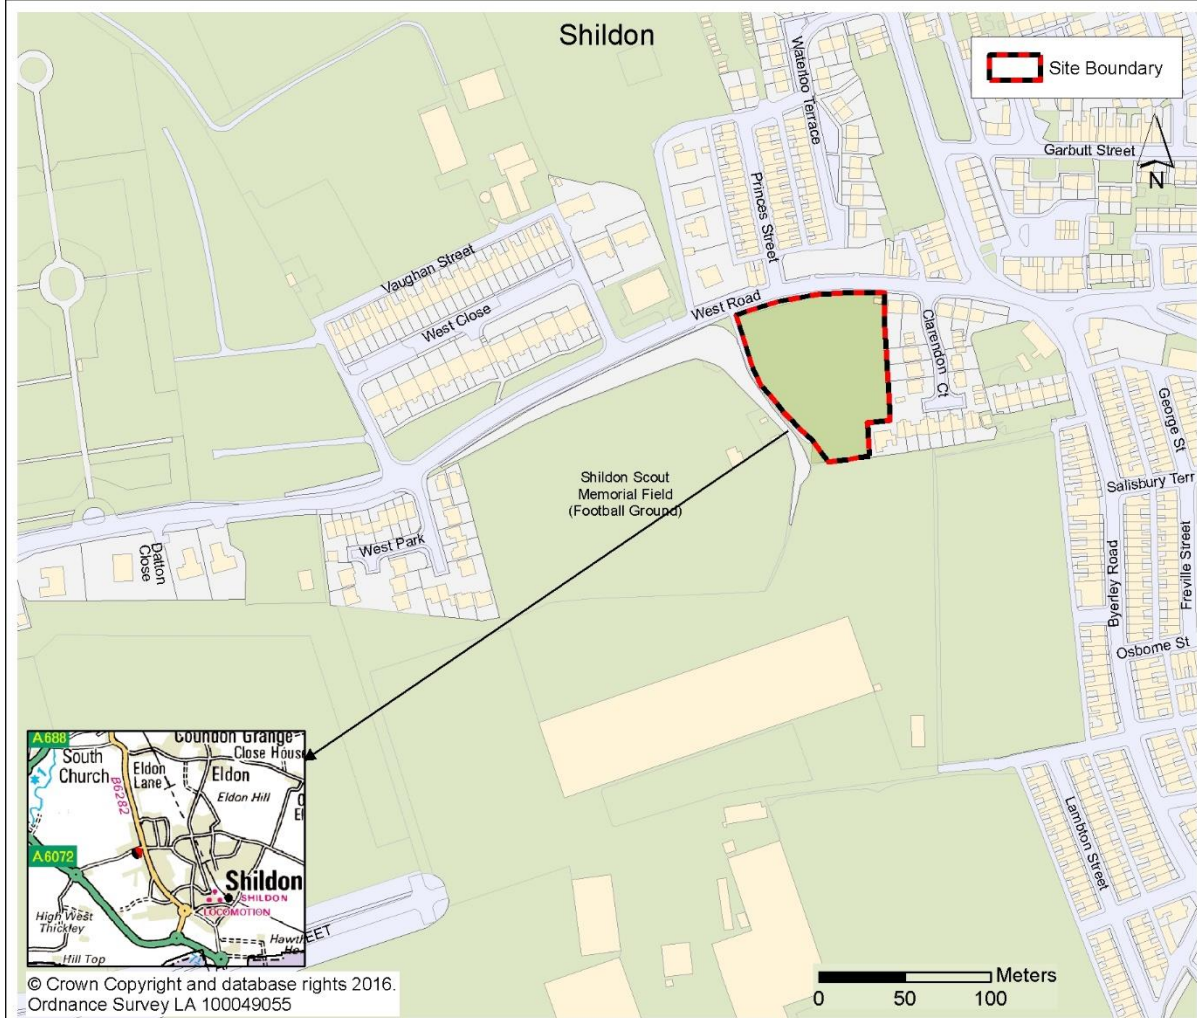 Shildon
Site Boundary
Waterloo Terrace
Garbutt Street
N
Princes Street
Vaughan Street
West Close
West Road
Clarendon Ct
George St
Salisbury Terr
Shildon Scout
Memorial Field
(Football Ground)
West Park
Datton
Close
Byerley Road
Freville Street
Osborne St
Lambton Street
A688
South
Church
Coundon Grange
Close House
Eldon
Lane
Eldon
Eldon Hill
B6282
A6072
Shildon
SHILDON
LOCOMOTION
High West
Thickley
Hill Top
EET
Meters
0 50 100
© Crown Copyright and database rights 2016.
Ordnance Survey LA 100049055